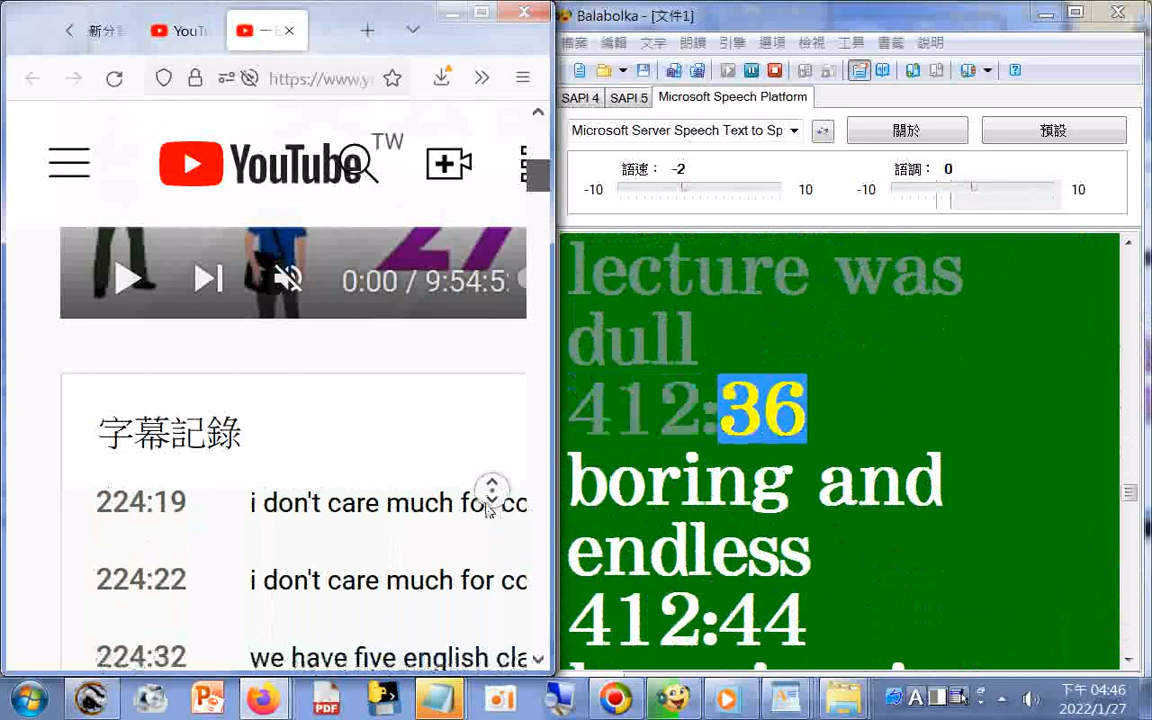 YouT
一 E
https://www.y
YouTube
TW
27
0:00 / 9:54:5
字幕記錄
224:19 i don't care much for co
224:22 i don't care much for co
224:32 we have five english cla
Balabolka - [文件1]
檔案 編輯 文字 朗讀 引擎 選項 檢視 工具 書籤 說明
SAPI 4 SAPI 5 Microsoft Speech Platform
Microsoft Server Speech Text to Sp 關於 預設
語速: -2 語調: 0
-10 10 -10 10
lecture was
dull
412:36
boring and
endless
412:44
PDF
A
下午 04:46
2022/1/27